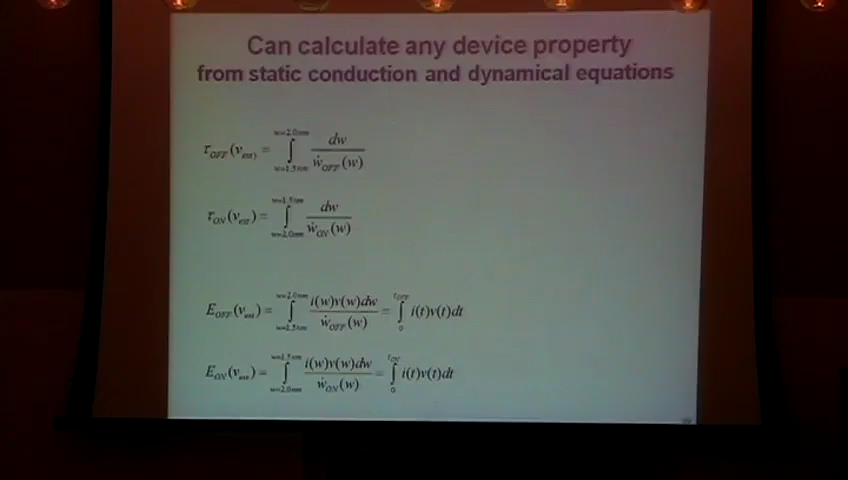 Can calculate any device property
from static conduction and dynamical equations
τ_OFF(v_ext) = ∫_{w=1.5nm}^{w=2.0nm} dw / ẇ_OFF(w)
τ_ON(v_ext) = ∫_{w=2.0nm}^{w=1.5nm} dw / ẇ_ON(w)
E_OFF(v_ext) = ∫_{w=1.5nm}^{w=2.0nm} i(w)v(w)dw / ẇ_OFF(w) = ∫_0^{τ_OFF} i(t)v(t)dt
E_ON(v_ext) = ∫_{w=2.0nm}^{w=1.5nm} i(w)v(w)dw / ẇ_ON(w) = ∫_0^{τ_ON} i(t)v(t)dt